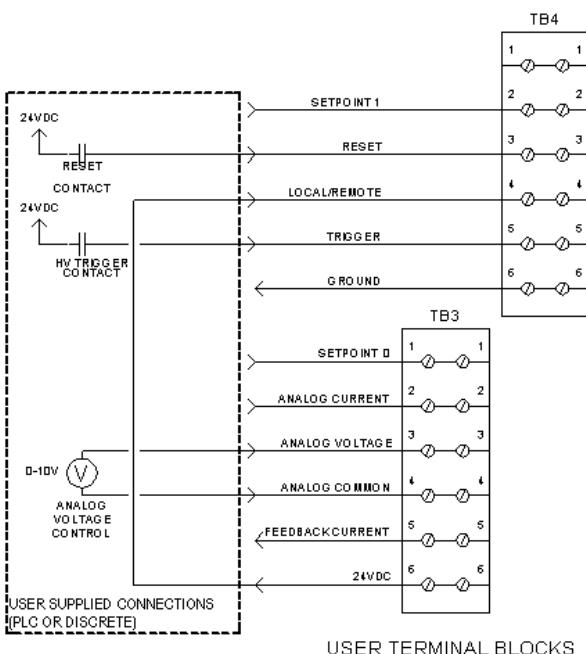 TB4
1 1
SETPOINT 1 2 2
24VDC
RESET 3 3
RESET
CONTACT
LOCAL/REMOTE 4 4
24VDC
TRIGGER 5 5
HV TRIGGER
CONTACT
GROUND 6 6
TB3
SETPOINT 0 1 1
ANALOG CURRENT 2 2
ANALOG VOLTAGE 3 3
0-10V V
ANALOG COMMON 4 4
ANALOG
VOLTAGE
CONTROL
FEEDBACK CURRENT 5 5
24VDC 6 6
USER SUPPLIED CONNECTIONS
(PLC OR DISCRETE)
USER TERMINAL BLOCKS